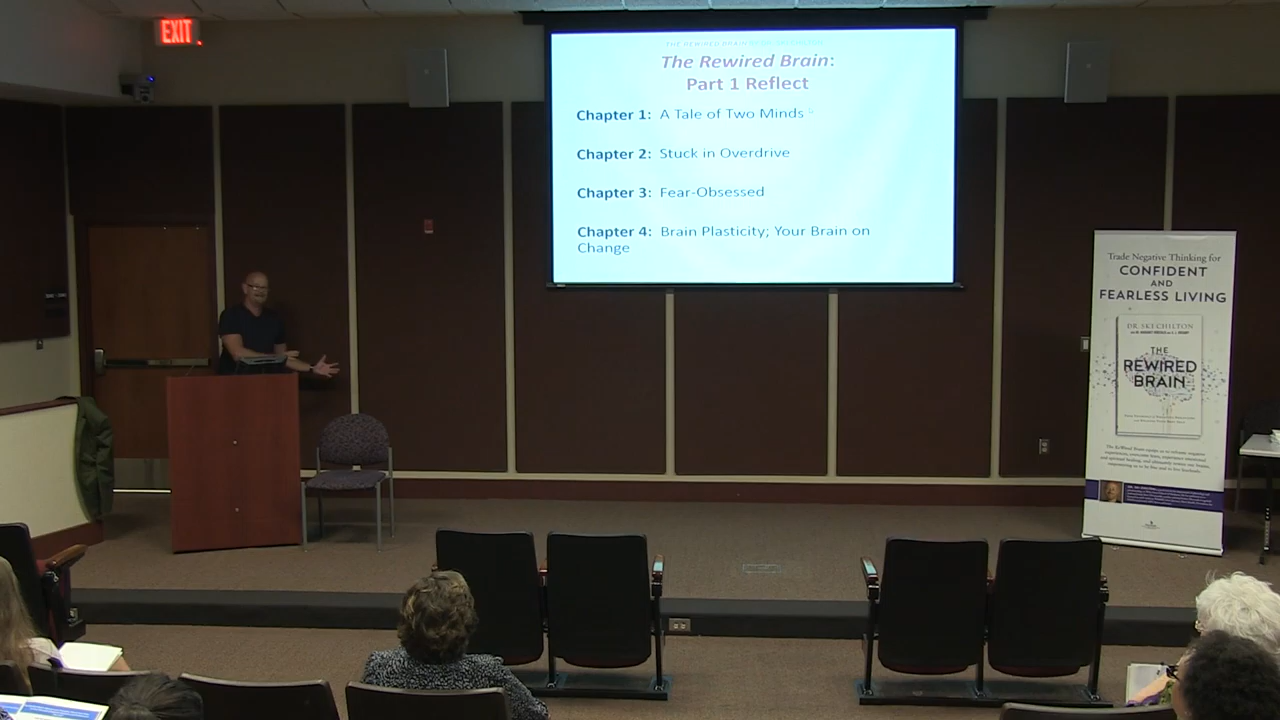 EXIT
The Rewired Brain:
Part 1 Reflect
Chapter 1: A Tale of Two Minds
Chapter 2: Stuck in Overdrive
Chapter 3: Fear-Obsessed
Chapter 4: Brain Plasticity; Your Brain on
Change
Trade Negative Thinking for
CONFIDENT
AND
FEARLESS LIVING
DR. SKI CHILTON
THE
REWIRED
BRAIN